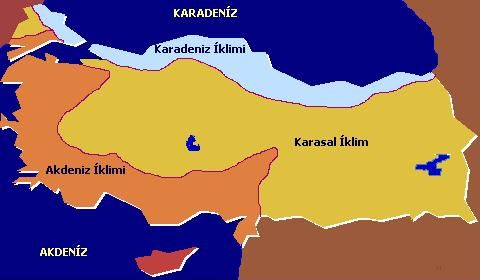 KARADENİZ
Karadeniz İklimi
Karasal İklim
Akdeniz İklimi
AKDENİZ